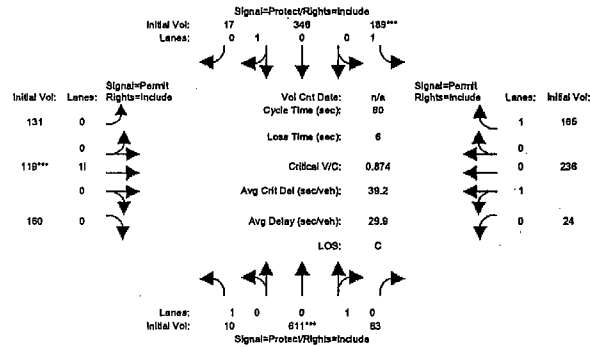 Signal=Protect/Rights=Include
Initial Vol: 17 346 189***
Lanes: 0 1 0 0 1
Signal=Permit
Initial Vol: Lanes: Rights=Include
Vol Cnt Date: n/a
Signal=Permit
Rights=Include Lanes: Initial Vol:
Cycle Time (sec): 60
131 0
1 165
Loss Time (sec): 6
0
0
119*** 1!
Critical V/C: 0.874
0 236
0
Avg Crit Del (sec/veh): 39.2
1
160 0
Avg Delay (sec/veh): 29.9
0 24
LOS: C
Lanes: 1 0 0 1 0
Initial Vol: 10 611*** 63
Signal=Protect/Rights=Include